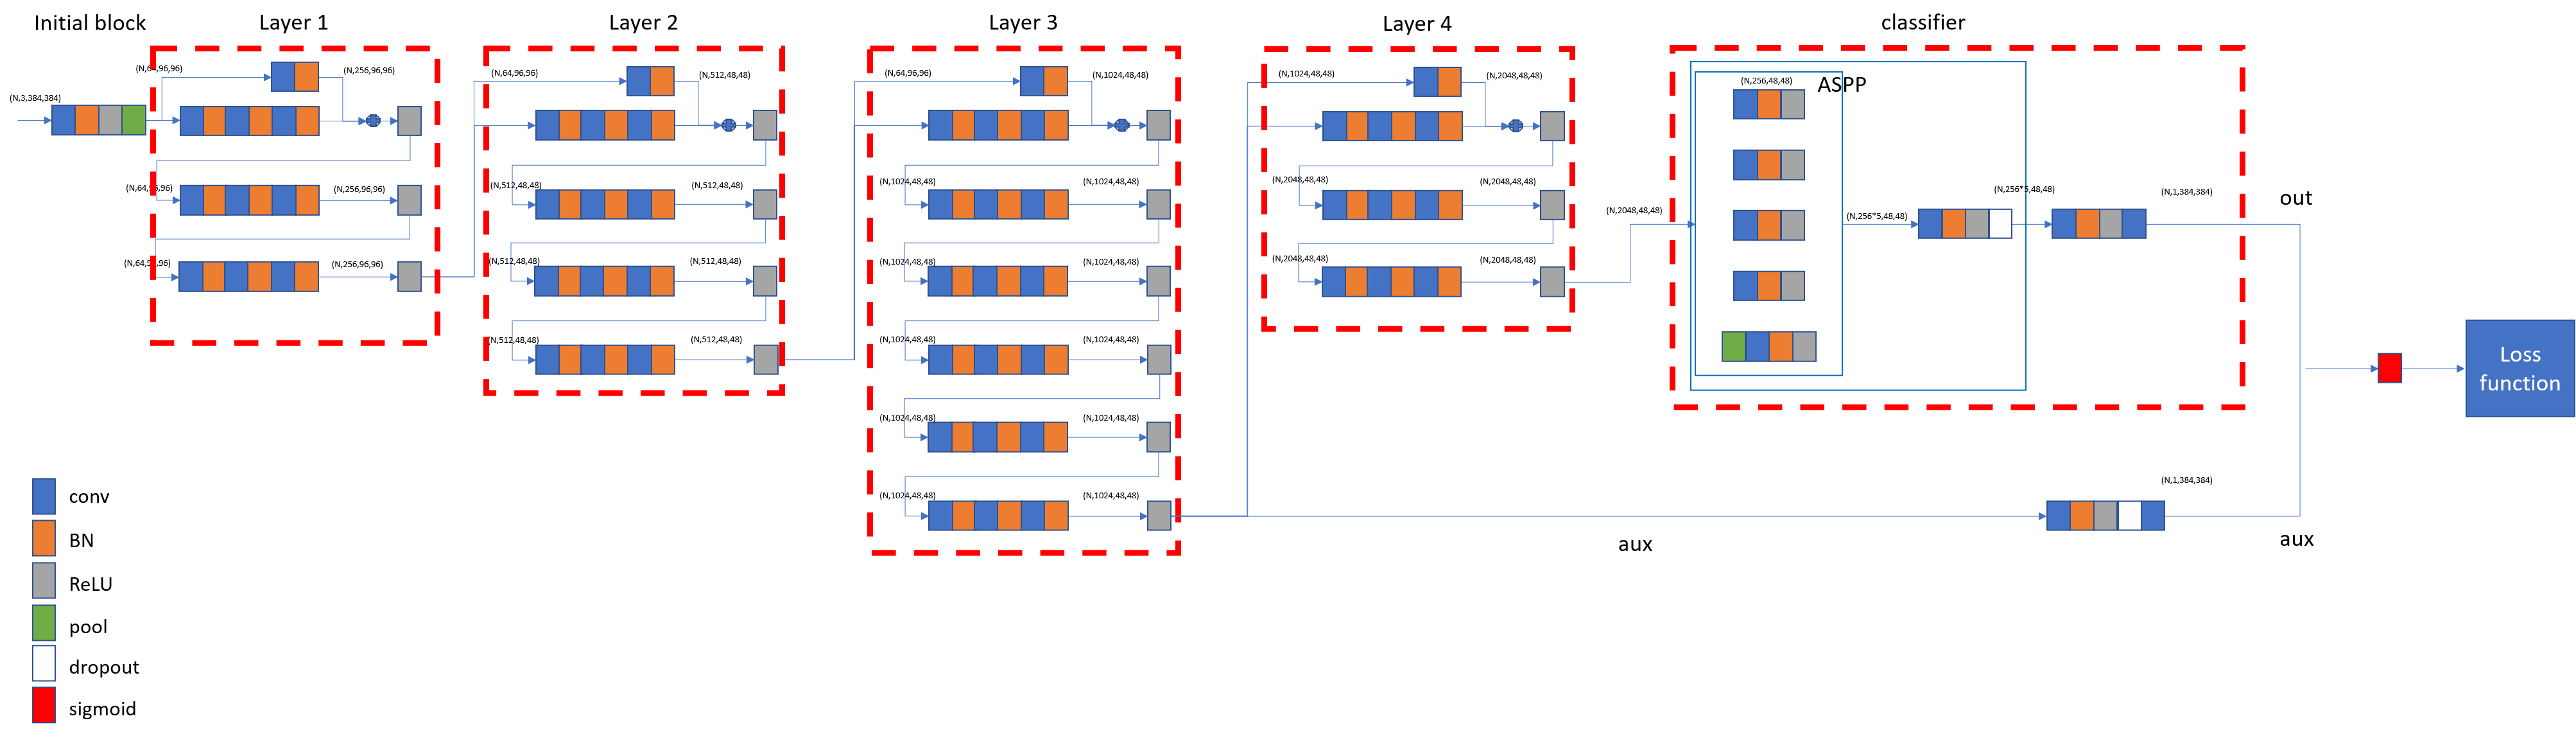 Initial block
Layer 1
Layer 2
Layer 3
Layer 4
classifier
(N,3,384,384)
(N,64,96,96)
(N,256,96,96)
(N,64,96,96)
(N,256,96,96)
(N,64,96,96)
(N,256,96,96)
(N,64,96,96)
(N,512,48,48)
(N,512,48,48)
(N,512,48,48)
(N,512,48,48)
(N,512,48,48)
(N,512,48,48)
(N,512,48,48)
(N,64,96,96)
(N,1024,48,48)
(N,1024,48,48)
(N,1024,48,48)
(N,1024,48,48)
(N,1024,48,48)
(N,1024,48,48)
(N,1024,48,48)
(N,1024,48,48)
(N,1024,48,48)
(N,1024,48,48)
(N,1024,48,48)
(N,1024,48,48)
(N,2048,48,48)
(N,2048,48,48)
(N,2048,48,48)
(N,2048,48,48)
(N,2048,48,48)
(N,2048,48,48)
(N,256,48,48)
ASPP
(N,256*5,48,48)
(N,256*5,48,48)
(N,1,384,384)
out
Loss
function
(N,1,384,384)
aux
aux
conv
BN
ReLU
pool
dropout
sigmoid